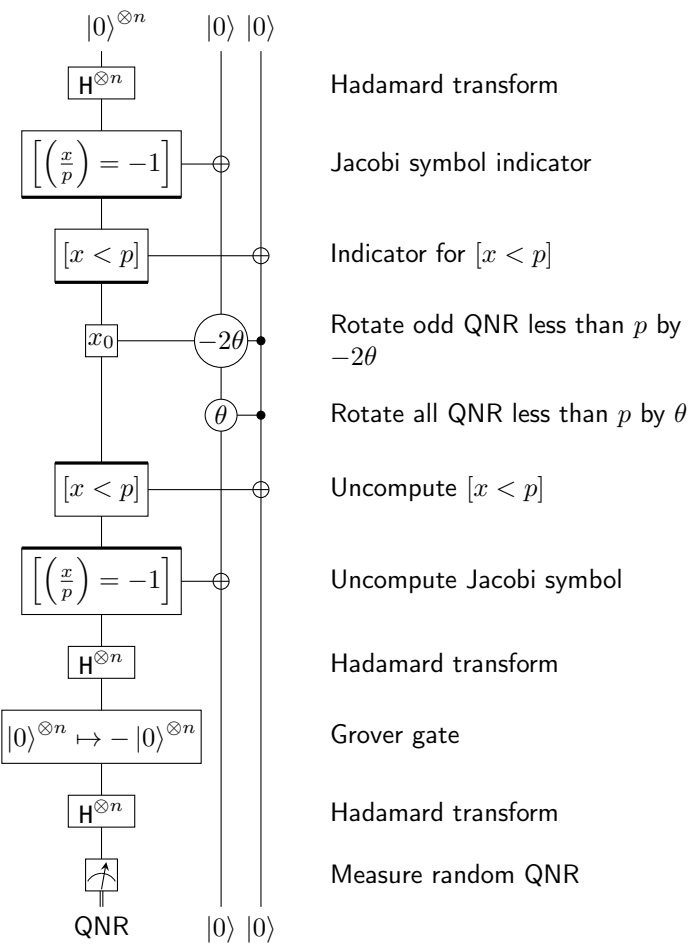 |0⟩^{⊗n} |0⟩ |0⟩
H^{⊗n} Hadamard transform
[(x/p) = −1] Jacobi symbol indicator
[x < p] Indicator for [x < p]
x₀ −2θ Rotate odd QNR less than p by
−2θ
θ Rotate all QNR less than p by θ
[x < p] Uncompute [x < p]
[(x/p) = −1] Uncompute Jacobi symbol
H^{⊗n} Hadamard transform
|0⟩^{⊗n} ↦ − |0⟩^{⊗n} Grover gate
H^{⊗n} Hadamard transform
Measure random QNR
QNR |0⟩ |0⟩